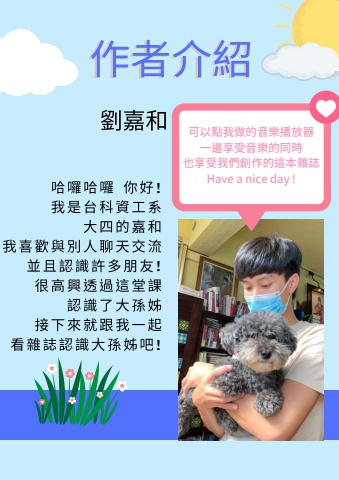 作者介紹
劉嘉和
可以點我做的音樂播放器
一邊享受音樂的同時
也享受我們創作的這本雜誌
Have a nice day !
哈囉哈囉 你好!
我是台科資工系
大四的嘉和
我喜歡與別人聊天交流
並且認識許多朋友!
很高興透過這堂課
認識了大孫姊
接下來就跟我一起
看雜誌認識大孫姊吧!